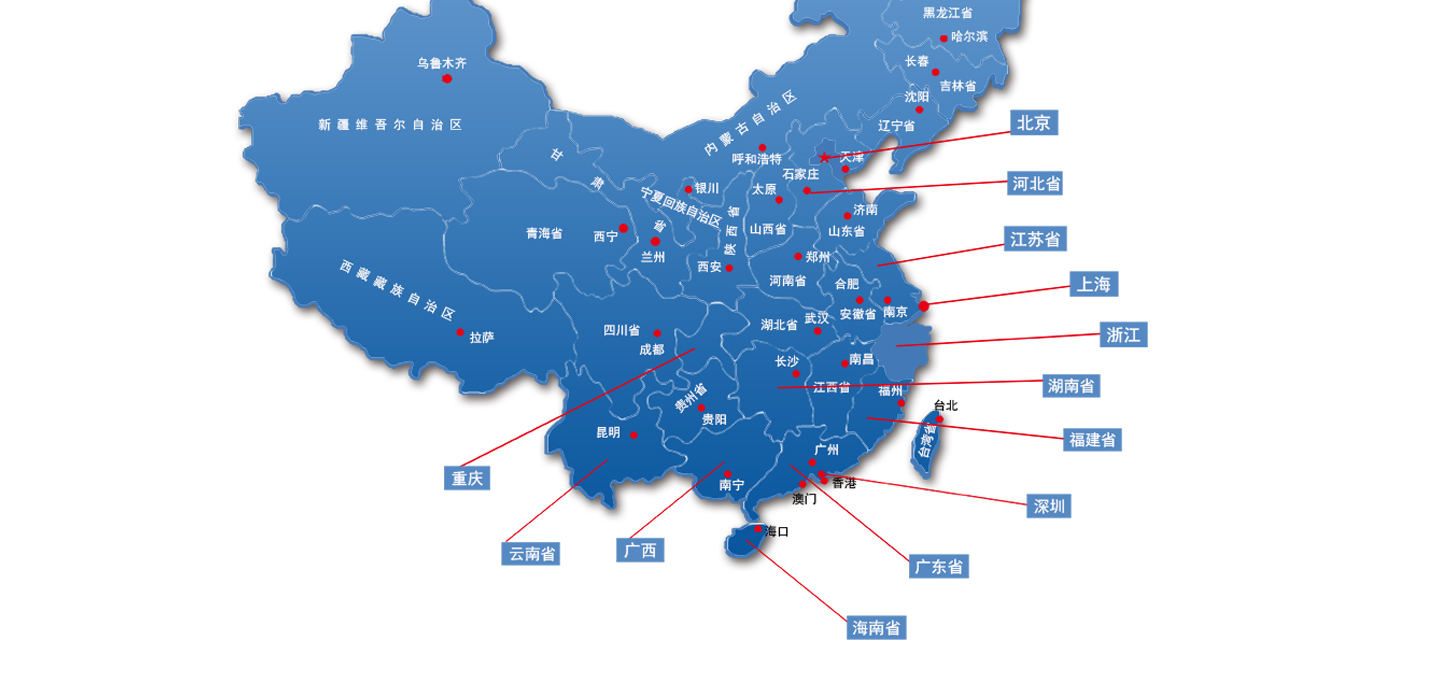 黑龙江省
哈尔滨
乌鲁木齐
长春
吉林省
沈阳
内蒙古自治区
新疆维吾尔自治区
辽宁省
北京
甘肃省
呼和浩特
天津
石家庄
河北省
宁夏回族自治区
银川
太原
济南
陕西省
山西省
山东省
青海省
西宁
江苏省
兰州
郑州
西安
西藏藏族自治区
河南省
合肥
上海
安徽省
南京
武汉
湖北省
四川省
拉萨
成都
浙江
长沙
南昌
江西省
湖南省
福州
贵州省
台北
贵阳
昆明
台湾省
福建省
广州
重庆
南宁
香港
澳门
深圳
海口
云南省
广西
广东省
海南省